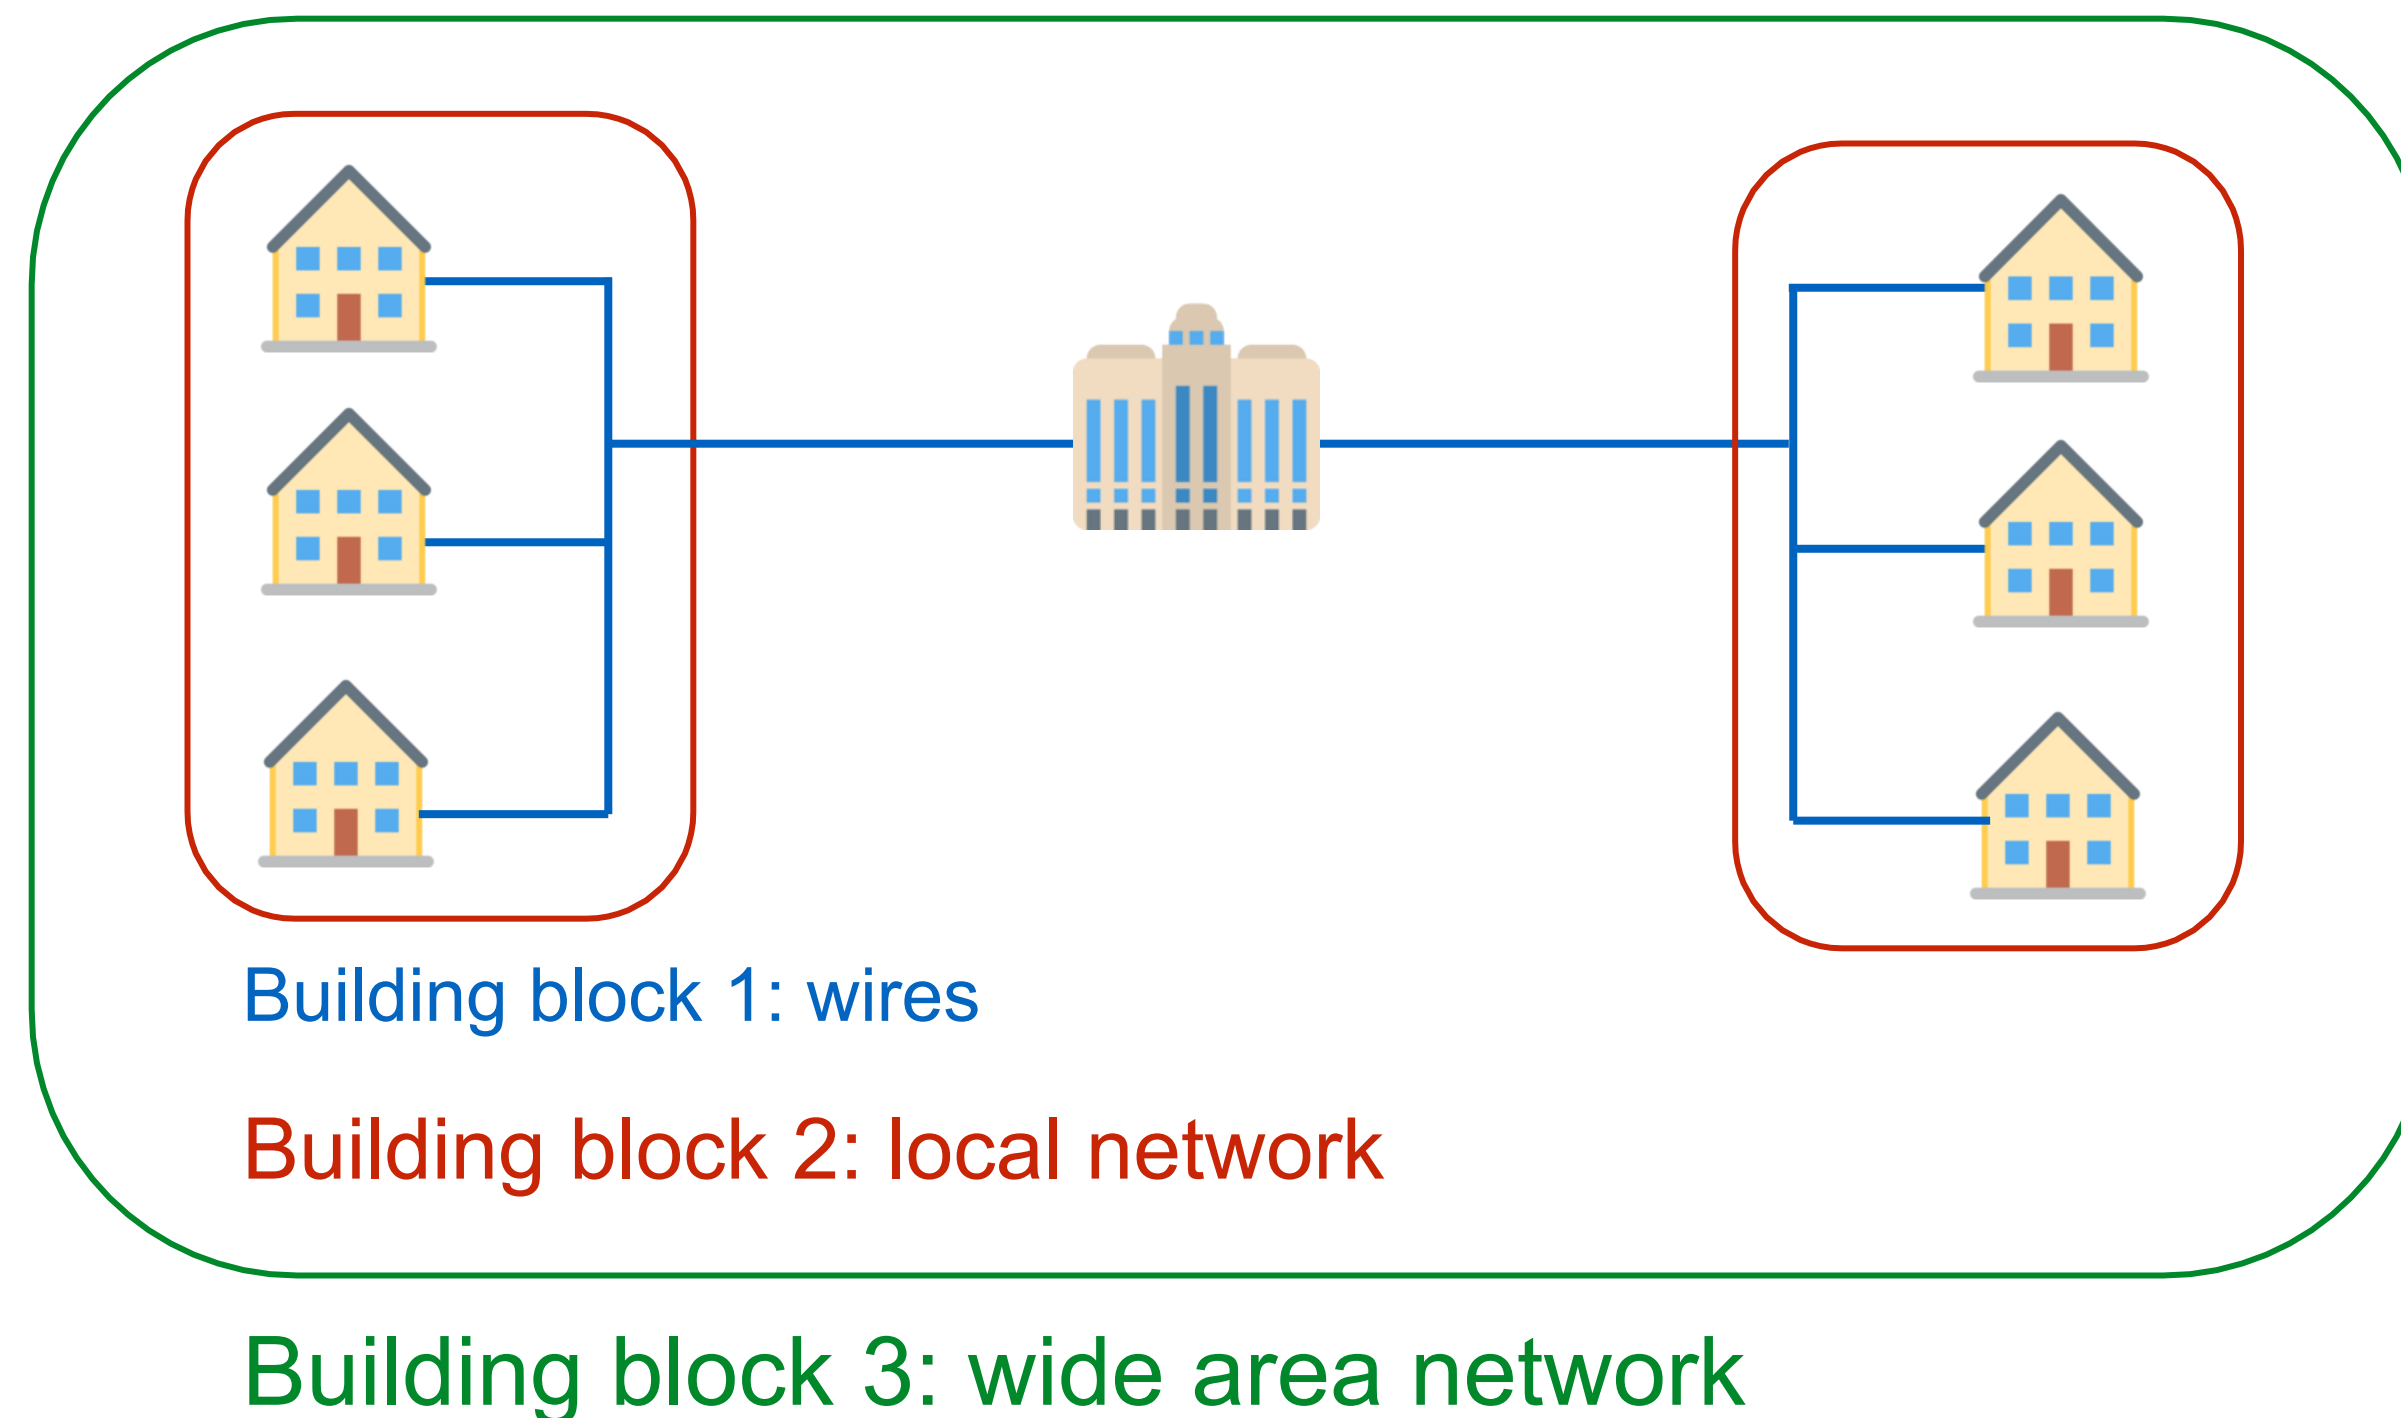 Building block 1: wires
Building block 2: local network
Building block 3: wide area network